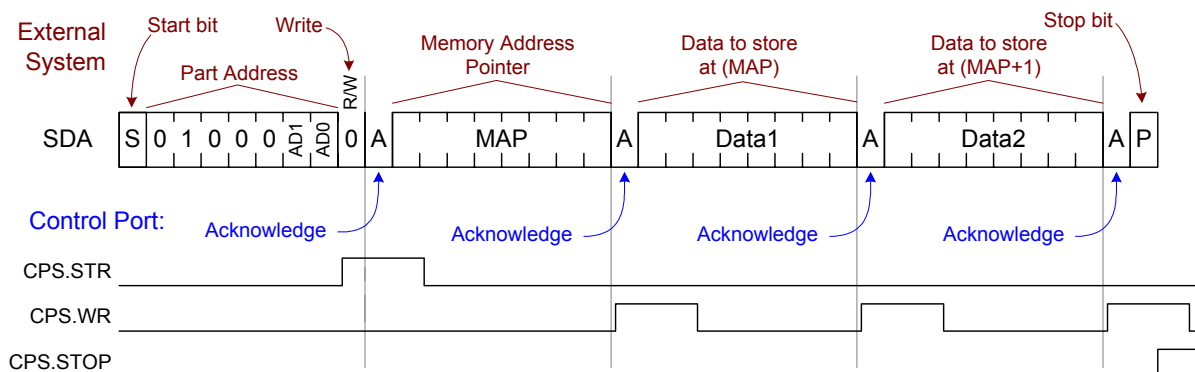 External System
Start bit
Write
Stop bit
Part Address
R/W
Memory Address Pointer
Data to store at (MAP)
Data to store at (MAP+1)
SDA S 0 1 0 0 0 AD1 AD0 0 A MAP A Data1 A Data2 A P
Control Port:
Acknowledge
Acknowledge
Acknowledge
Acknowledge
CPS.STR
CPS.WR
CPS.STOP